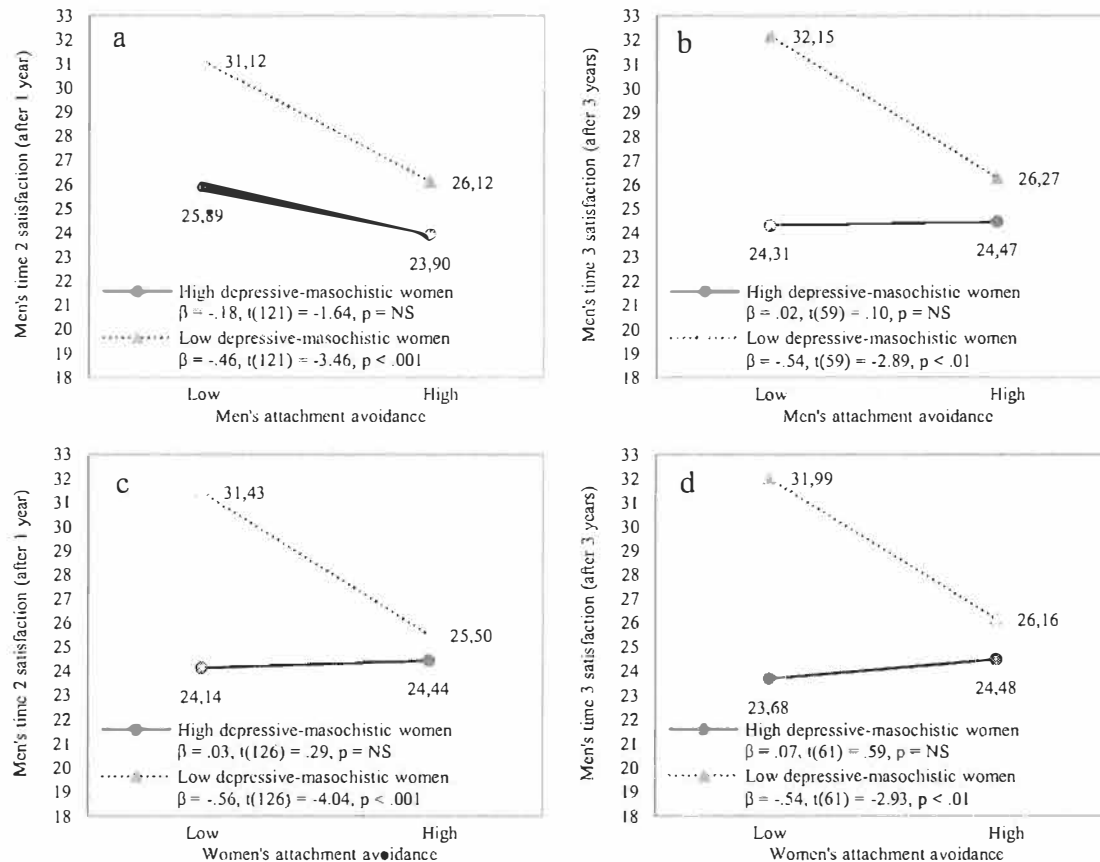 Men's time 2 satisfaction (after 1 year)
33
32
31
30
29
28
27
26
25
24
23
22
21
20
19
18
a
31,12
26,12
25,89
23,90
High depressive-masochistic women
β = -.18, t(121) = -1.64, p = NS
Low depressive-masochistic women
β = -.46, t(121) = -3.46, p < .001
Low
High
Men's attachment avoidance
Men's time 3 satisfaction (after 3 years)
33
32
31
30
29
28
27
26
25
24
23
22
21
20
19
18
b
32,15
26,27
24,31
24,47
High depressive-masochistic women
β = .02, t(59) = .10, p = NS
Low depressive-masochistic women
β = -.54, t(59) = -2.89, p < .01
Low
High
Men's attachment avoidance
Men's time 2 satisfaction (after 1 year)
33
32
31
30
29
28
27
26
25
24
23
22
21
20
19
18
c
31,43
25,50
24,14
24,44
High depressive-masochistic women
β = .03, t(126) = .29, p = NS
Low depressive-masochistic women
β = -.56, t(126) = -4.04, p < .001
Low
High
Women's attachment avoidance
Men's time 3 satisfaction (after 3 years)
33
32
31
30
29
28
27
26
25
24
23
22
21
20
19
18
d
31,99
26,16
23,68
24,48
High depressive-masochistic women
β = .07, t(61) = .59, p = NS
Low depressive-masochistic women
β = -.54, t(61) = -2.93, p < .01
Low
High
Women's attachment avoidance